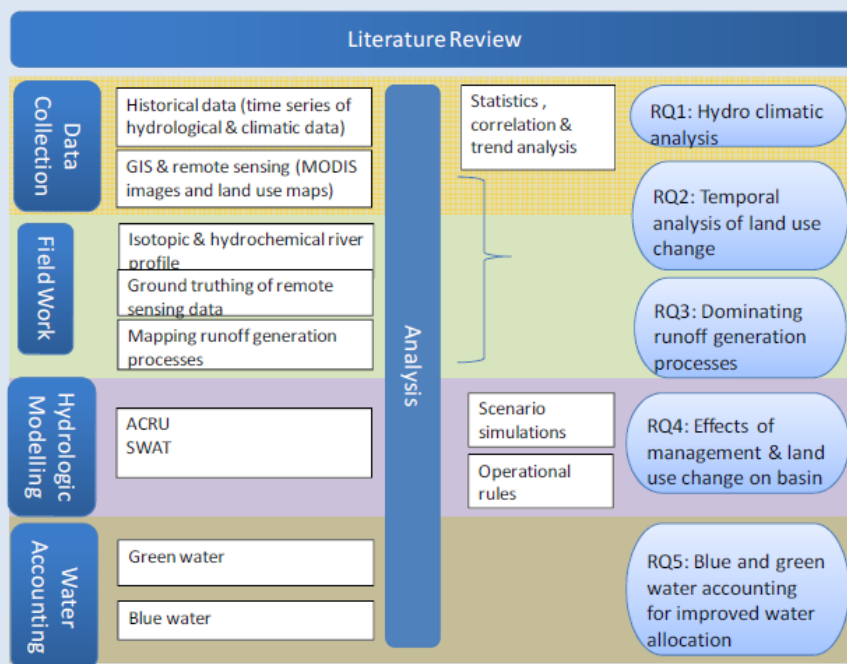 Literature Review
Data
Collection
Historical data (time series of
hydrological & climatic data)
GIS & remote sensing (MODIS
images and land use maps)
Statistics ,
correlation &
trend analysis
RQ1: Hydro climatic
analysis
RQ2: Temporal
analysis of land use
change
Field Work
Isotopic & hydrochemical river
profile
Ground truthing of remote
sensing data
Mapping runoff generation
processes
Analysis
RQ3: Dominating
runoff generation
processes
Hydrologic
Modelling
ACRU
SWAT
Scenario
simulations
Operational
rules
RQ4: Effects of
management & land
use change on basin
Water
Accounting
Green water
Blue water
RQ5: Blue and green
water accounting
for improved water
allocation